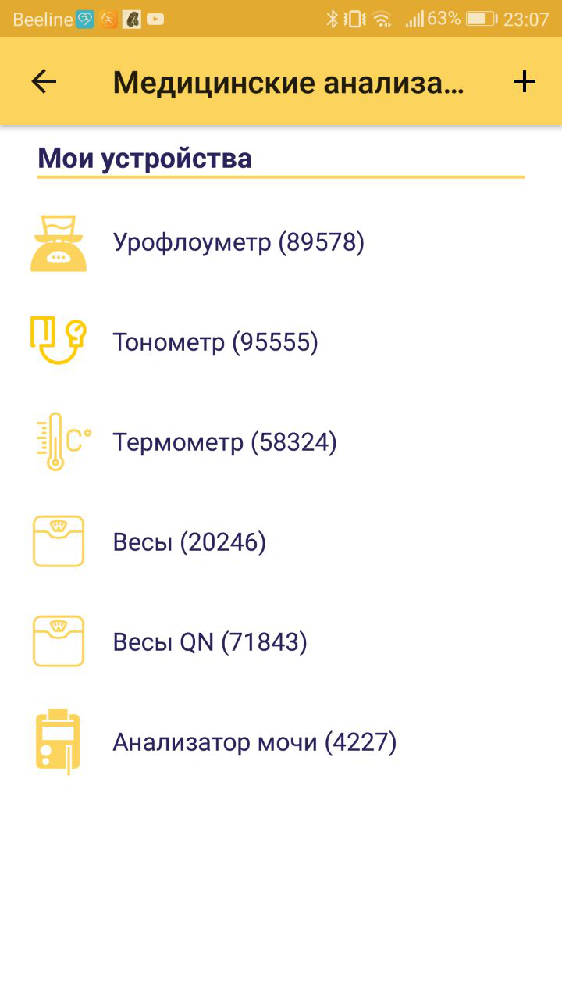 Beeline 63% 23:07
Медицинские анализа...
Мои устройства
Урофлоуметр (89578)
Тонометр (95555)
C° Термометр (58324)
Весы (20246)
Весы QN (71843)
Анализатор мочи (4227)